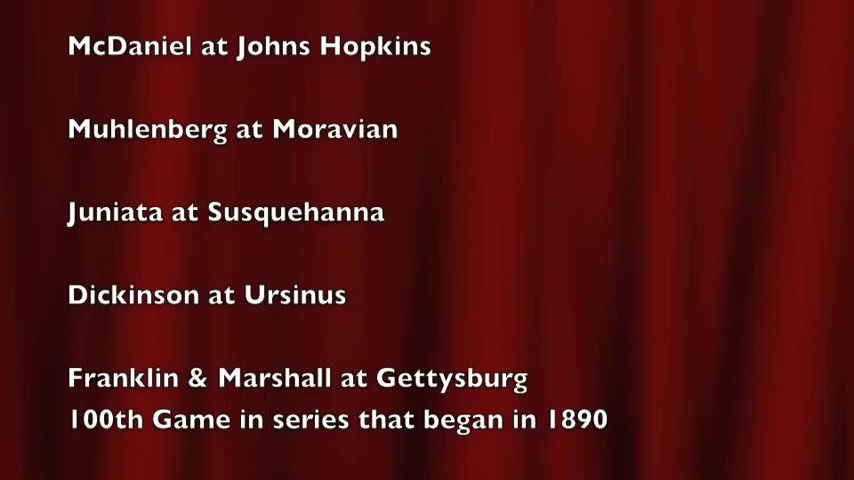 McDaniel at Johns Hopkins
Muhlenberg at Moravian
Juniata at Susquehanna
Dickinson at Ursinus
Franklin & Marshall at Gettysburg
100th Game in series that began in 1890